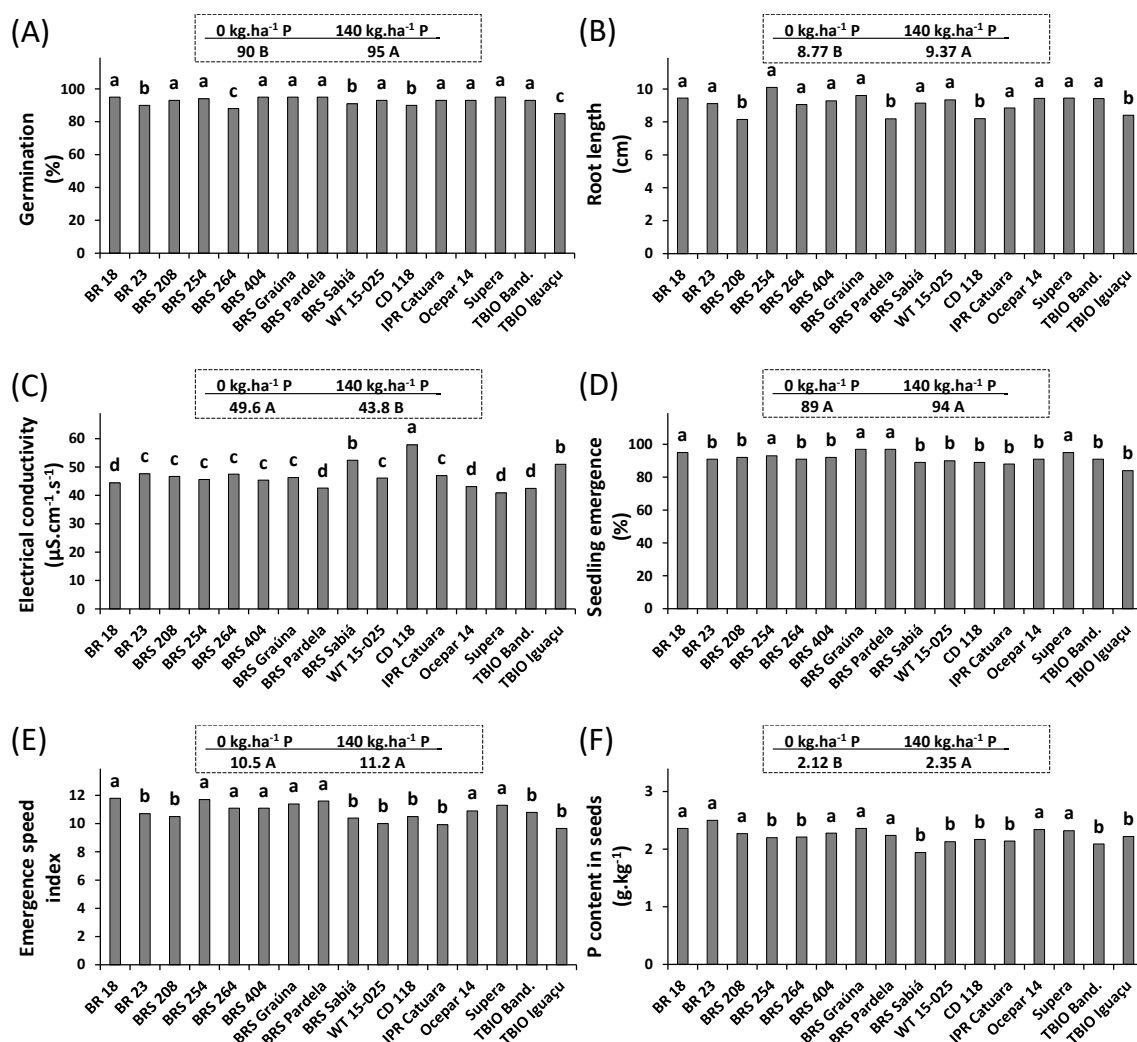 (A)
0 kg.ha⁻¹ P 140 kg.ha⁻¹ P
90 B 95 A
a b a a c a a a b a b a a a a c
Germination
(%)
100
80
60
40
20
0
BR 18 BR 23 BRS 208 BRS 254 BRS 264 BRS 404 BRS Graúna BRS Pardela BRS Sabiá WT 15-025 CD 118 IPR Catuara Ocepar 14 Supera TBIO Band. TBIO Iguaçu
(B)
0 kg.ha⁻¹ P 140 kg.ha⁻¹ P
8.77 B 9.37 A
a a b a a a a b a a b a a a a b
Root length
(cm)
12
10
8
6
4
2
0
BR 18 BR 23 BRS 208 BRS 254 BRS 264 BRS 404 BRS Graúna BRS Pardela BRS Sabiá WT 15-025 CD 118 IPR Catuara Ocepar 14 Supera TBIO Band. TBIO Iguaçu
(C)
0 kg.ha⁻¹ P 140 kg.ha⁻¹ P
49.6 A 43.8 B
d c c c c c c d b c a c d d d b
Electrical conductivity
(µS.cm⁻¹.s⁻¹)
60
50
40
30
20
10
0
BR 18 BR 23 BRS 208 BRS 254 BRS 264 BRS 404 BRS Graúna BRS Pardela BRS Sabiá WT 15-025 CD 118 IPR Catuara Ocepar 14 Supera TBIO Band. TBIO Iguaçu
(D)
0 kg.ha⁻¹ P 140 kg.ha⁻¹ P
89 A 94 A
a b b a b b a a b b b b b a b b
Seedling emergence
(%)
100
80
60
40
20
0
BR 18 BR 23 BRS 208 BRS 254 BRS 264 BRS 404 BRS Graúna BRS Pardela BRS Sabiá WT 15-025 CD 118 IPR Catuara Ocepar 14 Supera TBIO Band. TBIO Iguaçu
(E)
0 kg.ha⁻¹ P 140 kg.ha⁻¹ P
10.5 A 11.2 A
a b b a a a a a b b b b a a b b
Emergence speed
index
12
10
8
6
4
2
0
BR 18 BR 23 BRS 208 BRS 254 BRS 264 BRS 404 BRS Graúna BRS Pardela BRS Sabiá WT 15-025 CD 118 IPR Catuara Ocepar 14 Supera TBIO Band. TBIO Iguaçu
(F)
0 kg.ha⁻¹ P 140 kg.ha⁻¹ P
2.12 B 2.35 A
a a a b b a a a b b b b a a b b
P content in seeds
(g.kg⁻¹)
3
2
1
0
BR 18 BR 23 BRS 208 BRS 254 BRS 264 BRS 404 BRS Graúna BRS Pardela BRS Sabiá WT 15-025 CD 118 IPR Catuara Ocepar 14 Supera TBIO Band. TBIO Iguaçu